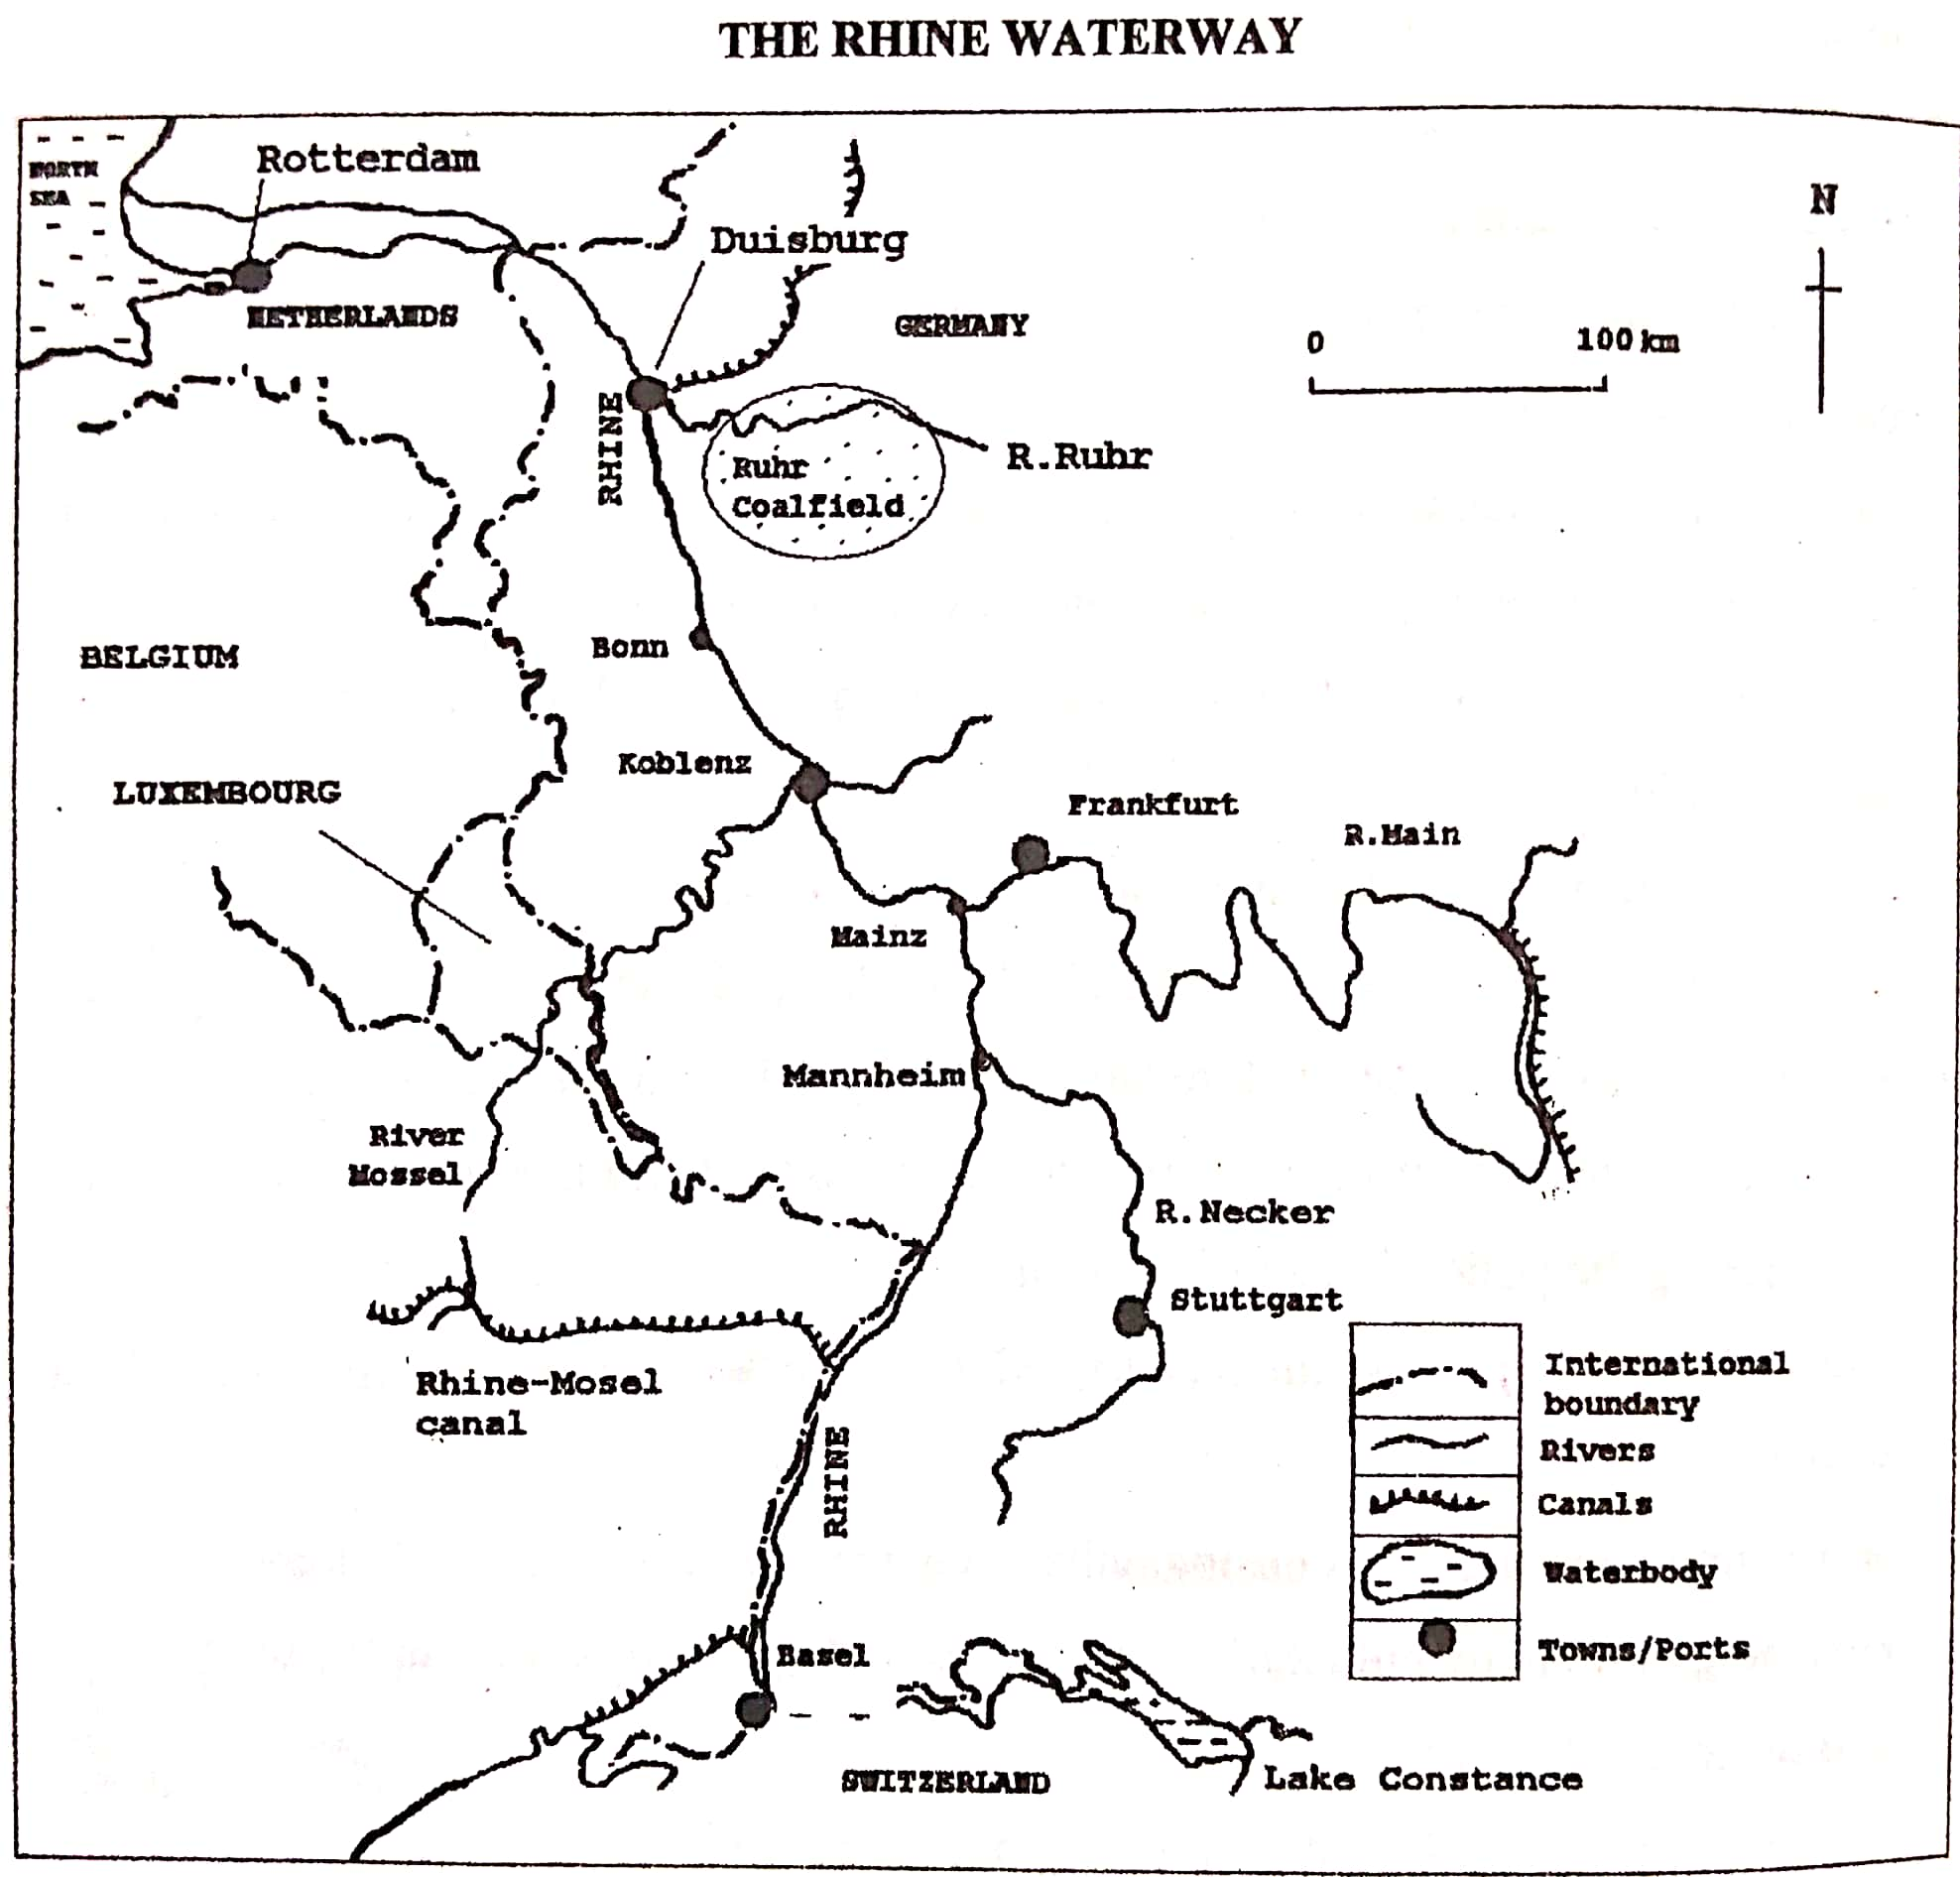 THE RHINE WATERWAY
NORTH
SEA
Rotterdam
N
Duisburg
NETHERLANDS
GERMANY
0
100 km
RHINE
R.Ruhr
Ruhr
Coalfield
Bonn
BELGIUM
Koblenz
LUXEMBOURG
Frankfurt
R.Main
Mainz
Mannheim
River
Mossel
R.Necker
Stuttgart
Rhine-Mosel
canal
International
boundary
Rivers
RHINE
Canals
Waterbody
Towns/Ports
Basel
SWITZERLAND
Lake Constance